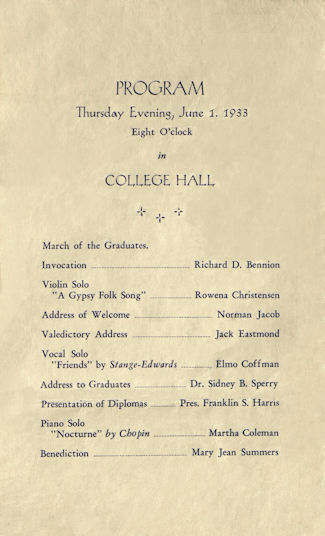 PROGRAM
Thursday Evening, June 1, 1933
Eight O'clock
in
COLLEGE HALL
March of the Graduates.
Invocation ........ Richard D. Bennion
Violin Solo
"A Gypsy Folk Song" ........ Rowena Christensen
Address of Welcome ........ Norman Jacob
Valedictory Address ........ Jack Eastmond
Vocal Solo
"Friends" by Stange-Edwards ........ Elmo Coffman
Address to Graduates ........ Dr. Sidney B. Sperry
Presentation of Diplomas ........ Pres. Franklin S. Harris
Piano Solo
"Nocturne" by Chopin ........ Martha Coleman
Benediction ........ Mary Jean Summers